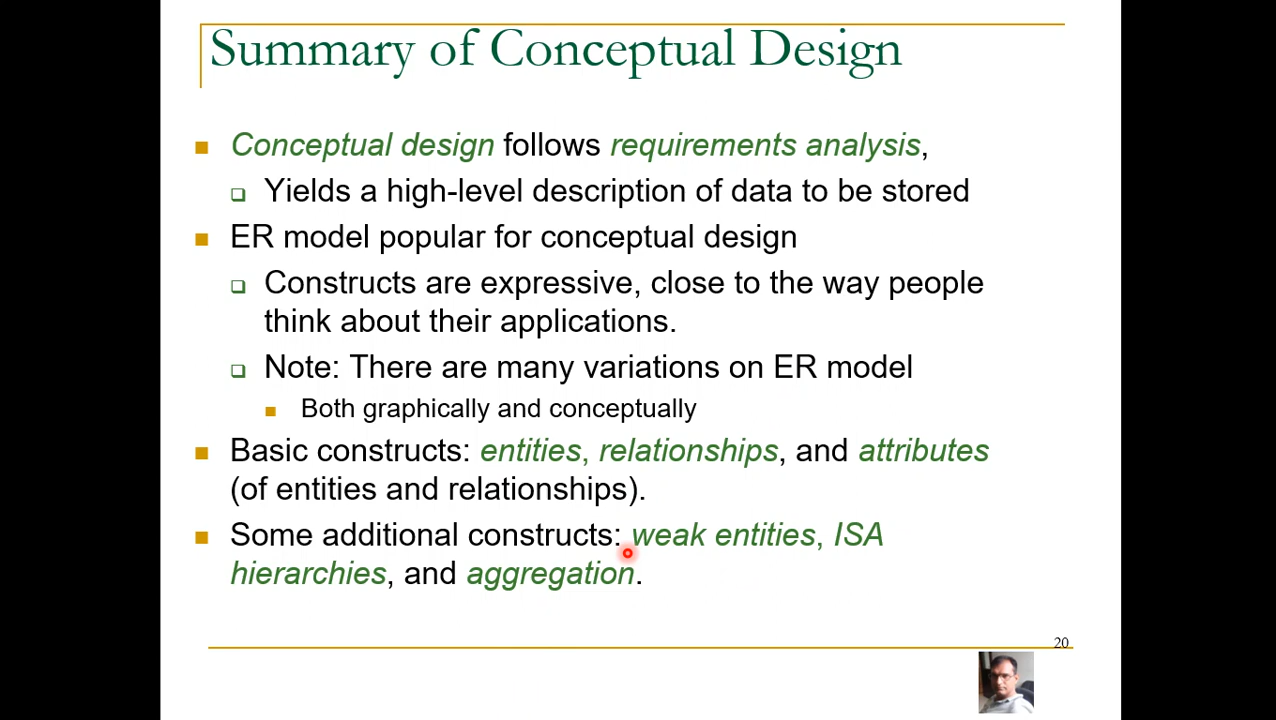 Summary of Conceptual Design
Conceptual design follows requirements analysis,
Yields a high-level description of data to be stored
ER model popular for conceptual design
Constructs are expressive, close to the way people
think about their applications.
Note: There are many variations on ER model
Both graphically and conceptually
Basic constructs: entities, relationships, and attributes
(of entities and relationships).
Some additional constructs: weak entities, ISA
hierarchies, and aggregation.
20